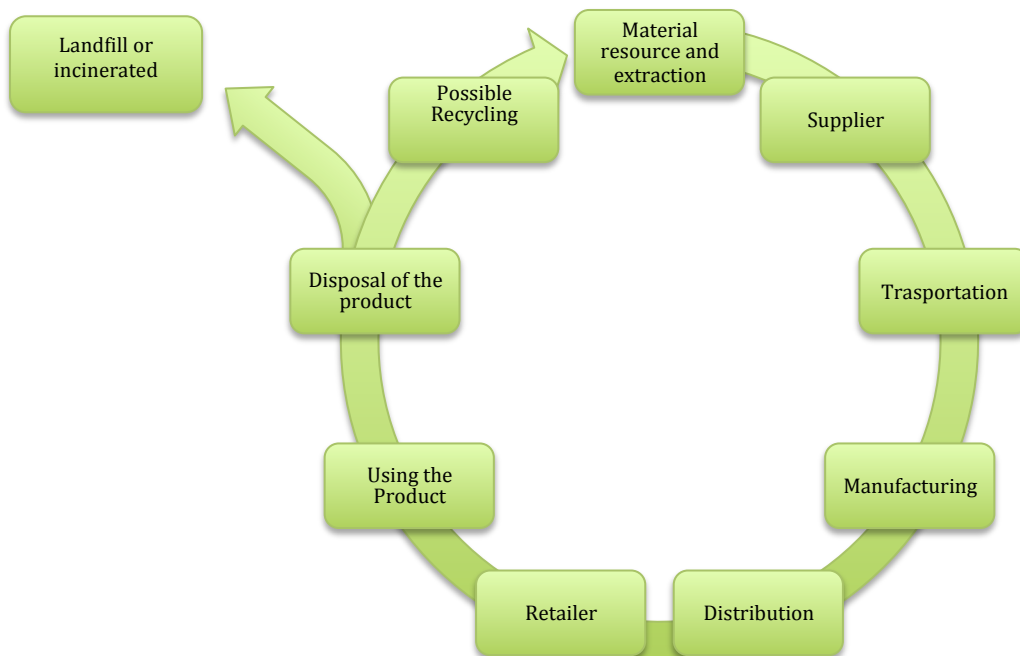 Landfill or
incinerated
Material
resource and
extraction
Possible
Recycling
Supplier
Disposal of the
product
Trasportation
Using the
Product
Manufacturing
Retailer
Distribution